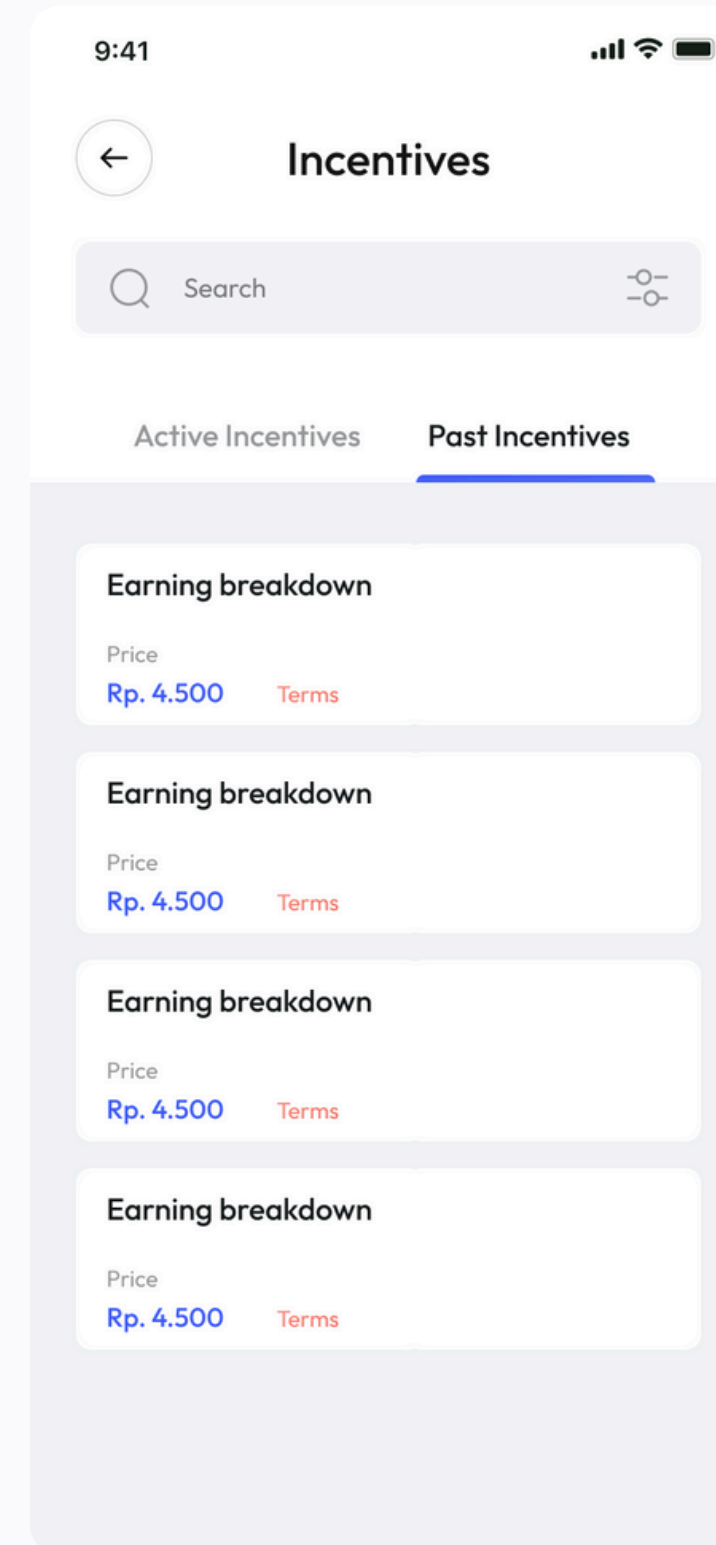 9:41
Incentives
Search
Active Incentives Past Incentives
Earning breakdown
Price
Rp. 4.500 Terms
Earning breakdown
Price
Rp. 4.500 Terms
Earning breakdown
Price
Rp. 4.500 Terms
Earning breakdown
Price
Rp. 4.500 Terms